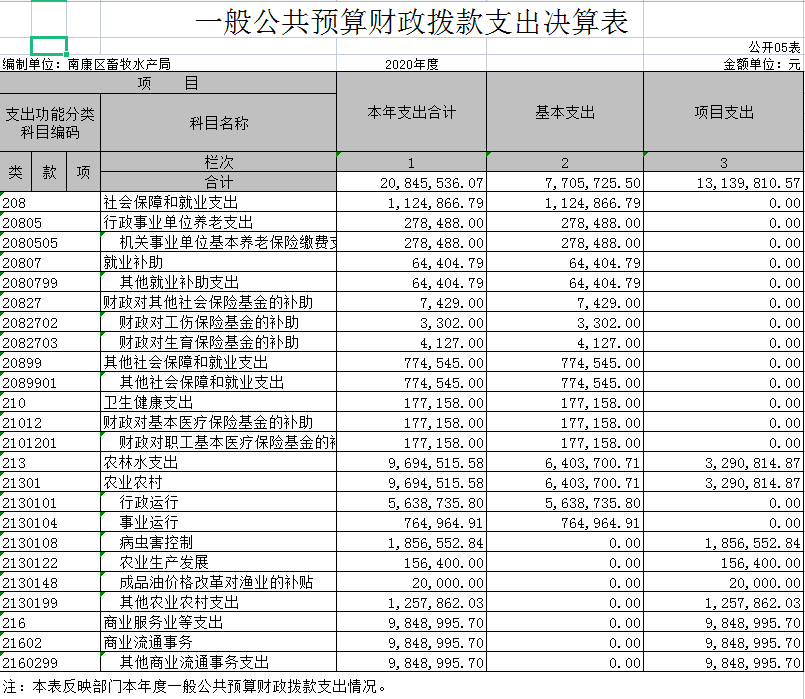 一般公共预算财政拨款支出决算表
公开05表
编制单位：南康区畜牧水产局 2020年度 金额单位：元
项 目 本年支出合计 基本支出 项目支出
支出功能分类科目编码 科目名称
类 款 项 栏次 1 2 3
合计 20,845,536.07 7,705,725.50 13,139,810.57
208 社会保障和就业支出 1,124,866.79 1,124,866.79 0.00
20805 行政事业单位养老支出 278,488.00 278,488.00 0.00
2080505 机关事业单位基本养老保险缴费 278,488.00 278,488.00 0.00
20807 就业补助 64,404.79 64,404.79 0.00
2080799 其他就业补助支出 64,404.79 64,404.79 0.00
20827 财政对其他社会保险基金的补助 7,429.00 7,429.00 0.00
2082702 财政对工伤保险基金的补助 3,302.00 3,302.00 0.00
2082703 财政对生育保险基金的补助 4,127.00 4,127.00 0.00
20899 其他社会保障和就业支出 774,545.00 774,545.00 0.00
2089901 其他社会保障和就业支出 774,545.00 774,545.00 0.00
210 卫生健康支出 177,158.00 177,158.00 0.00
21012 财政对基本医疗保险基金的补助 177,158.00 177,158.00 0.00
2101201 财政对职工基本医疗保险基金的 177,158.00 177,158.00 0.00
213 农林水支出 9,694,515.58 6,403,700.71 3,290,814.87
21301 农业农村 9,694,515.58 6,403,700.71 3,290,814.87
2130101 行政运行 5,638,735.80 5,638,735.80 0.00
2130104 事业运行 764,964.91 764,964.91 0.00
2130108 病虫害控制 1,856,552.84 0.00 1,856,552.84
2130122 农业生产发展 156,400.00 0.00 156,400.00
2130148 成品油价格改革对渔业的补贴 20,000.00 0.00 20,000.00
2130199 其他农业农村支出 1,257,862.03 0.00 1,257,862.03
216 商业服务业等支出 9,848,995.70 0.00 9,848,995.70
21602 商业流通事务 9,848,995.70 0.00 9,848,995.70
2160299 其他商业流通事务支出 9,848,995.70 0.00 9,848,995.70
注：本表反映部门本年度一般公共预算财政拨款支出情况。